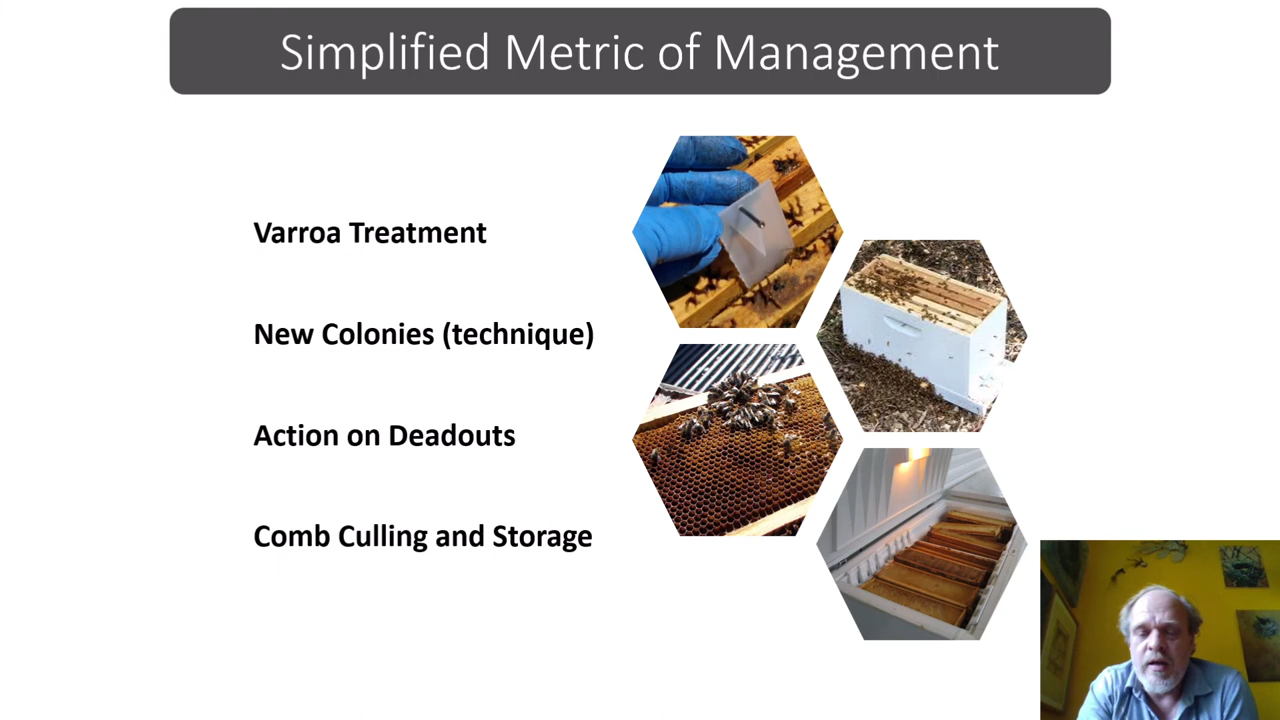 Simplified Metric of Management
Varroa Treatment
New Colonies (technique)
Action on Deadouts
Comb Culling and Storage